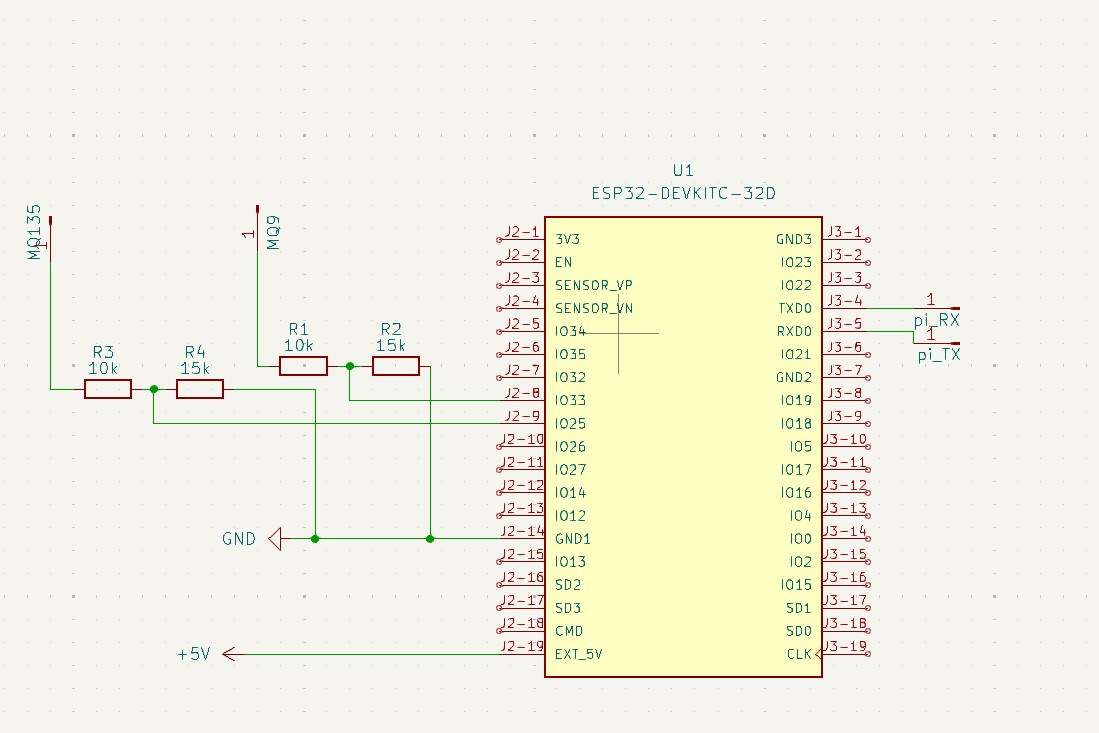 U1
ESP32-DEVKITC-32D
MQ135
1
MQ9
1
R3
10k
R4
15k
R1
10k
R2
15k
GND
+5V
J2-1 3V3
J2-2 EN
J2-3 SENSOR_VP
J2-4 SENSOR_VN
J2-5 IO34
J2-6 IO35
J2-7 IO32
J2-8 IO33
J2-9 IO25
J2-10 IO26
J2-11 IO27
J2-12 IO14
J2-13 IO12
J2-14 GND1
J2-15 IO13
J2-16 SD2
J2-17 SD3
J2-18 CMD
J2-19 EXT_5V
GND3 J3-1
IO23 J3-2
IO22 J3-3
TXD0 J3-4
RXD0 J3-5
IO21 J3-6
GND2 J3-7
IO19 J3-8
IO18 J3-9
IO5 J3-10
IO17 J3-11
IO16 J3-12
IO4 J3-13
IO0 J3-14
IO2 J3-15
IO15 J3-16
SD1 J3-17
SD0 J3-18
CLK J3-19
1
pi_RX
1
pi_TX